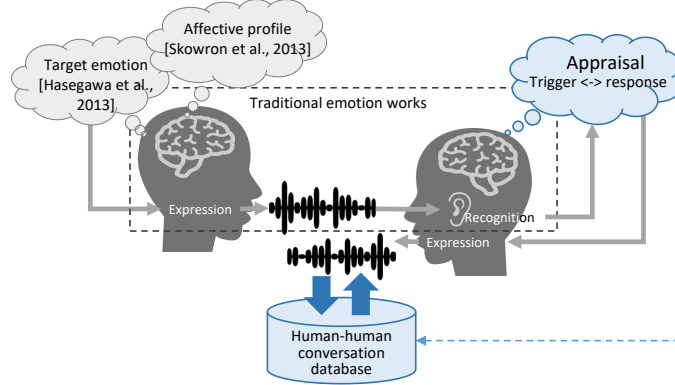 Affective profile
[Skowron et al., 2013]
Target emotion
[Hasegawa et al.,
2013]
Appraisal
Trigger <-> response
Traditional emotion works
Expression
Recognition
Expression
Human-human
conversation
database